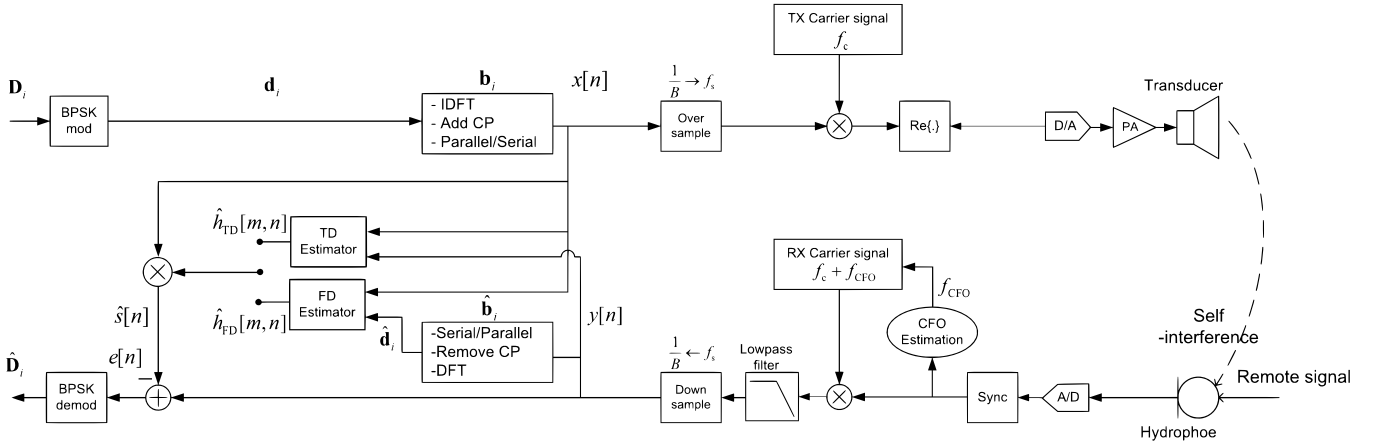 TX Carrier signal
f_c
D_i
BPSK
mod
d_i
b_i
- IDFT
- Add CP
- Parallel/Serial
x[n]
1/B → f_s
Over
sample
Re{.}
D/A
PA
Transducer
ĥ_TD[m, n]
TD
Estimator
ĥ_FD[m, n]
FD
Estimator
d̂_i
b̂_i
-Serial/Parallel
-Remove CP
-DFT
y[n]
RX Carrier signal
f_c + f_CFO
f_CFO
CFO
Estimation
Self
-interference
ŝ[n]
e[n]
−
D̂_i
BPSK
demod
1/B ← f_s
Down
sample
Lowpass
filter
Sync
A/D
Remote signal
Hydrophoe